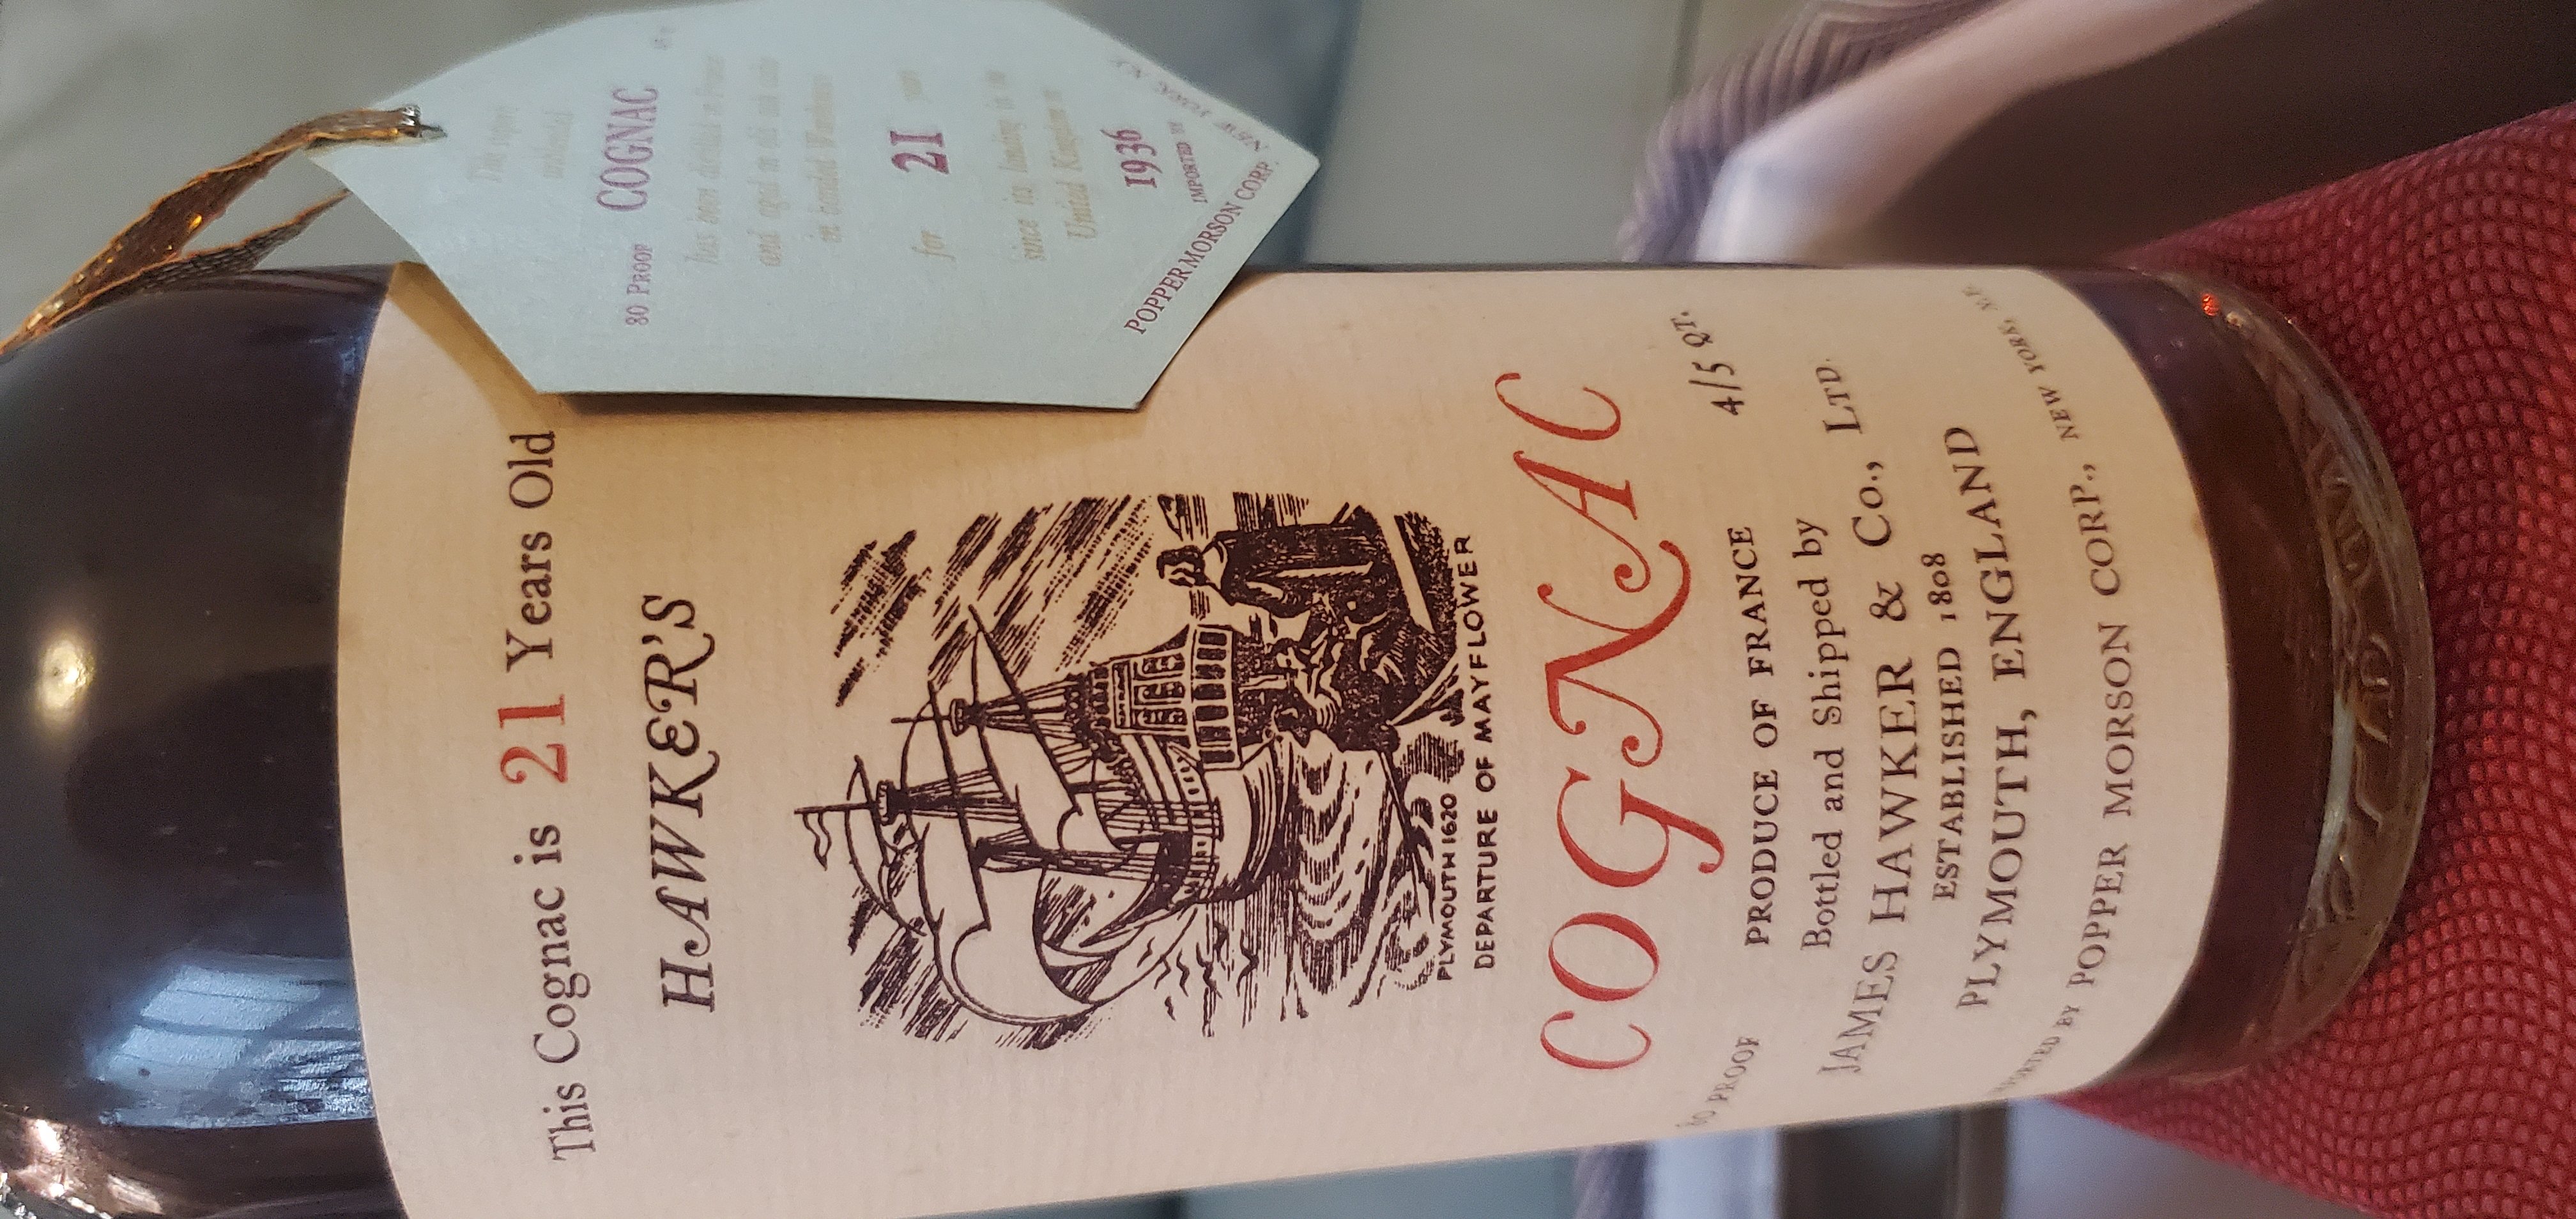 This Cognac is 21 Years Old
HAWKER'S
PLYMOUTH 1620
DEPARTURE OF MAYFLOWER
COGNAC
80 PROOF
PRODUCE OF FRANCE
4/5 QT.
Bottled and Shipped by
JAMES HAWKER & Co., LTD.
ESTABLISHED 1808
PLYMOUTH, ENGLAND
BY POPPER MORSON CORP., NEW YORK, N.Y.
80 PROOF COGNAC
has been distilled in France
and aged in oak
in bonded Warehouse
for 21
since its landing in
United Kingdom
1936
IMPORTED BY
POPPER MORSON CORP. NEW YORK